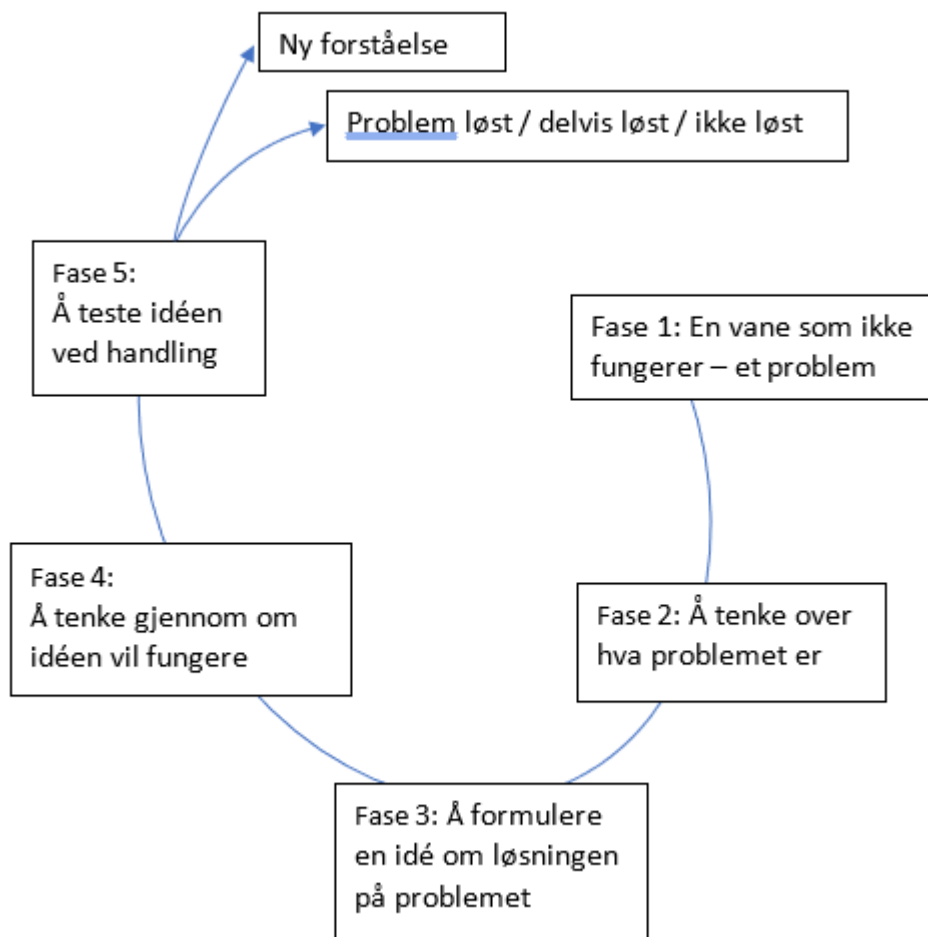 Ny forståelse
Problem løst / delvis løst / ikke løst
Fase 5:
Å teste idéen
ved handling
Fase 1: En vane som ikke
fungerer – et problem
Fase 4:
Å tenke gjennom om
idéen vil fungere
Fase 2: Å tenke over
hva problemet er
Fase 3: Å formulere
en idé om løsningen
på problemet